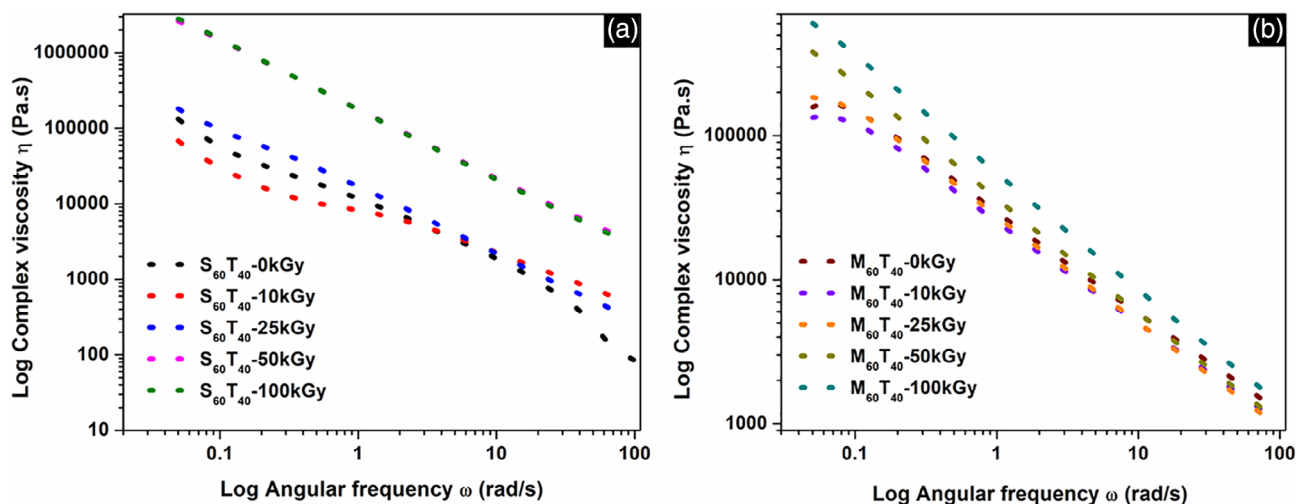 (a)
Log Complex viscosity η (Pa.s)
1000000
100000
10000
1000
100
10
S₆₀T₄₀-0kGy
S₆₀T₄₀-10kGy
S₆₀T₄₀-25kGy
S₆₀T₄₀-50kGy
S₆₀T₄₀-100kGy
0.1 1 10 100
Log Angular frequency ω (rad/s)
(b)
Log Complex viscosity η (Pa.s)
100000
10000
1000
M₆₀T₄₀-0kGy
M₆₀T₄₀-10kGy
M₆₀T₄₀-25kGy
M₆₀T₄₀-50kGy
M₆₀T₄₀-100kGy
0.1 1 10 100
Log Angular frequency ω (rad/s)